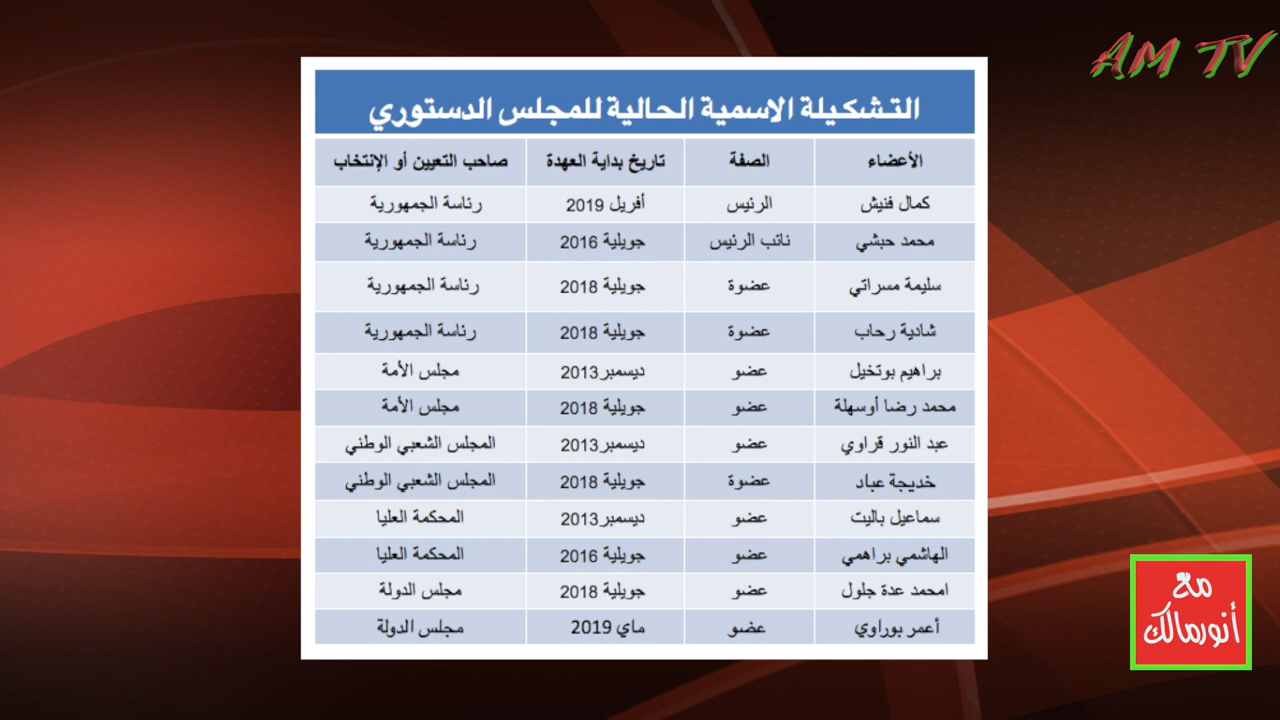 AM TV
التشكيلة الاسمية الحالية للمجلس الدستوري
الأعضاء الصفة تاريخ بداية العهدة صاحب التعيين أو الإنتخاب
كمال فنيش الرئيس أفريل 2019 رئاسة الجمهورية
محمد حبشي نائب الرئيس جويلية 2016 رئاسة الجمهورية
سليمة مسراتي عضوة جويلية 2018 رئاسة الجمهورية
شادية رحاب عضوة جويلية 2018 رئاسة الجمهورية
براهيم بوتخيل عضو ديسمبر2013 مجلس الأمة
محمد رضا أوسهلة عضو جويلية 2018 مجلس الأمة
عبد النور قراوي عضو ديسمبر2013 المجلس الشعبي الوطني
خديجة عباد عضوة جويلية 2018 المجلس الشعبي الوطني
سماعيل باليت عضو ديسمبر2013 المحكمة العليا
الهاشمي براهمي عضو جويلية 2016 المحكمة العليا
امحمد عدة جلول عضو جويلية 2018 مجلس الدولة
أعمر بوراوي عضو ماي 2019 مجلس الدولة
مع
أنورمالك